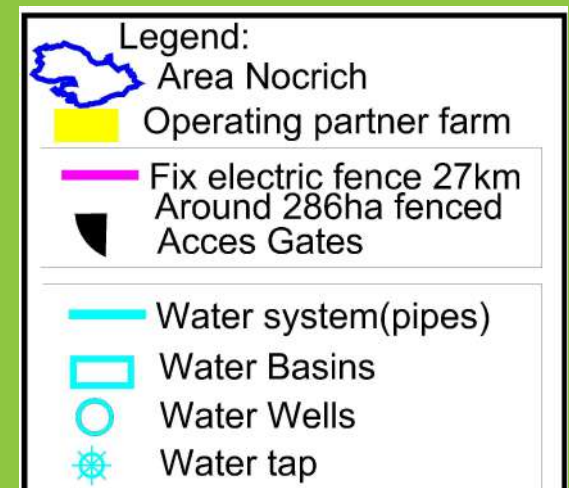 Legend:
Area Nocrich
Operating partner farm
Fix electric fence 27km
Around 286ha fenced
Acces Gates
Water system(pipes)
Water Basins
Water Wells
Water tap